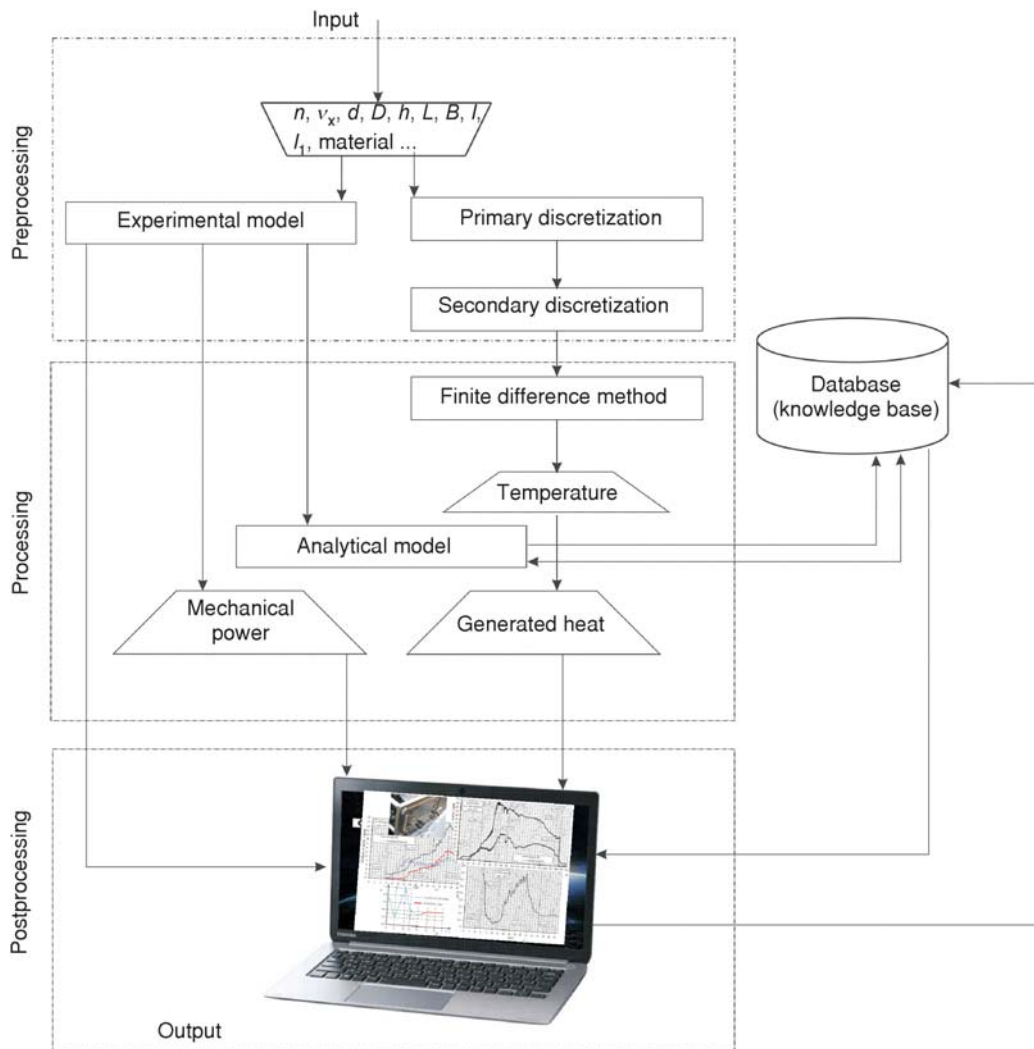 Input
n, vx, d, D, h, L, B, l,
l1, material ...
Preprocessing
Experimental model
Primary discretization
Secondary discretization
Finite difference method
Database
(knowledge base)
Temperature
Processing
Analytical model
Mechanical
power
Generated heat
Postprocessing
Output